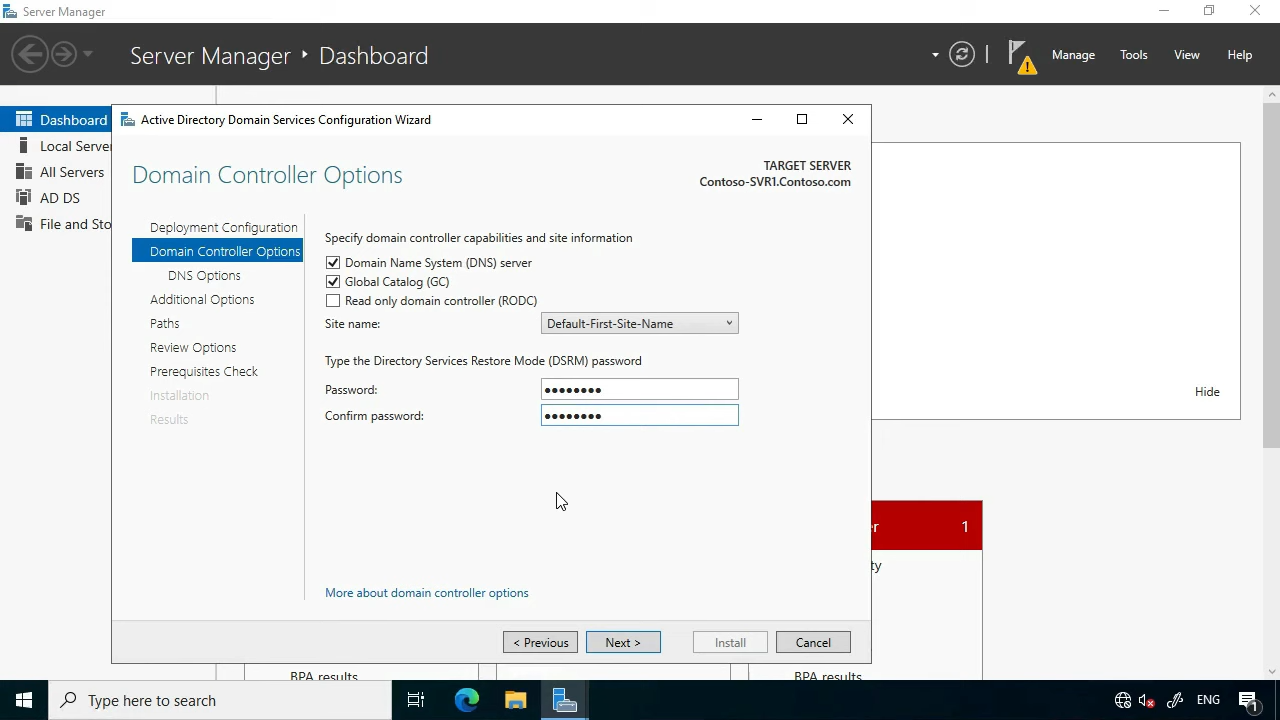 Server Manager
Server Manager ‣ Dashboard
Manage
Tools
View
Help
Dashboard
Local Server
All Servers
AD DS
File and Sto
Active Directory Domain Services Configuration Wizard
Domain Controller Options
TARGET SERVER
Contoso-SVR1.Contoso.com
Deployment Configuration
Domain Controller Options
DNS Options
Additional Options
Paths
Review Options
Prerequisites Check
Installation
Results
Specify domain controller capabilities and site information
Domain Name System (DNS) server
Global Catalog (GC)
Read only domain controller (RODC)
Site name:
Default-First-Site-Name
Type the Directory Services Restore Mode (DSRM) password
Password:
●●●●●●●●
Confirm password:
●●●●●●●●
More about domain controller options
< Previous
Next >
Install
Cancel
Hide
r 1
ty
BPA results
BPA results
Type here to search
ENG
1